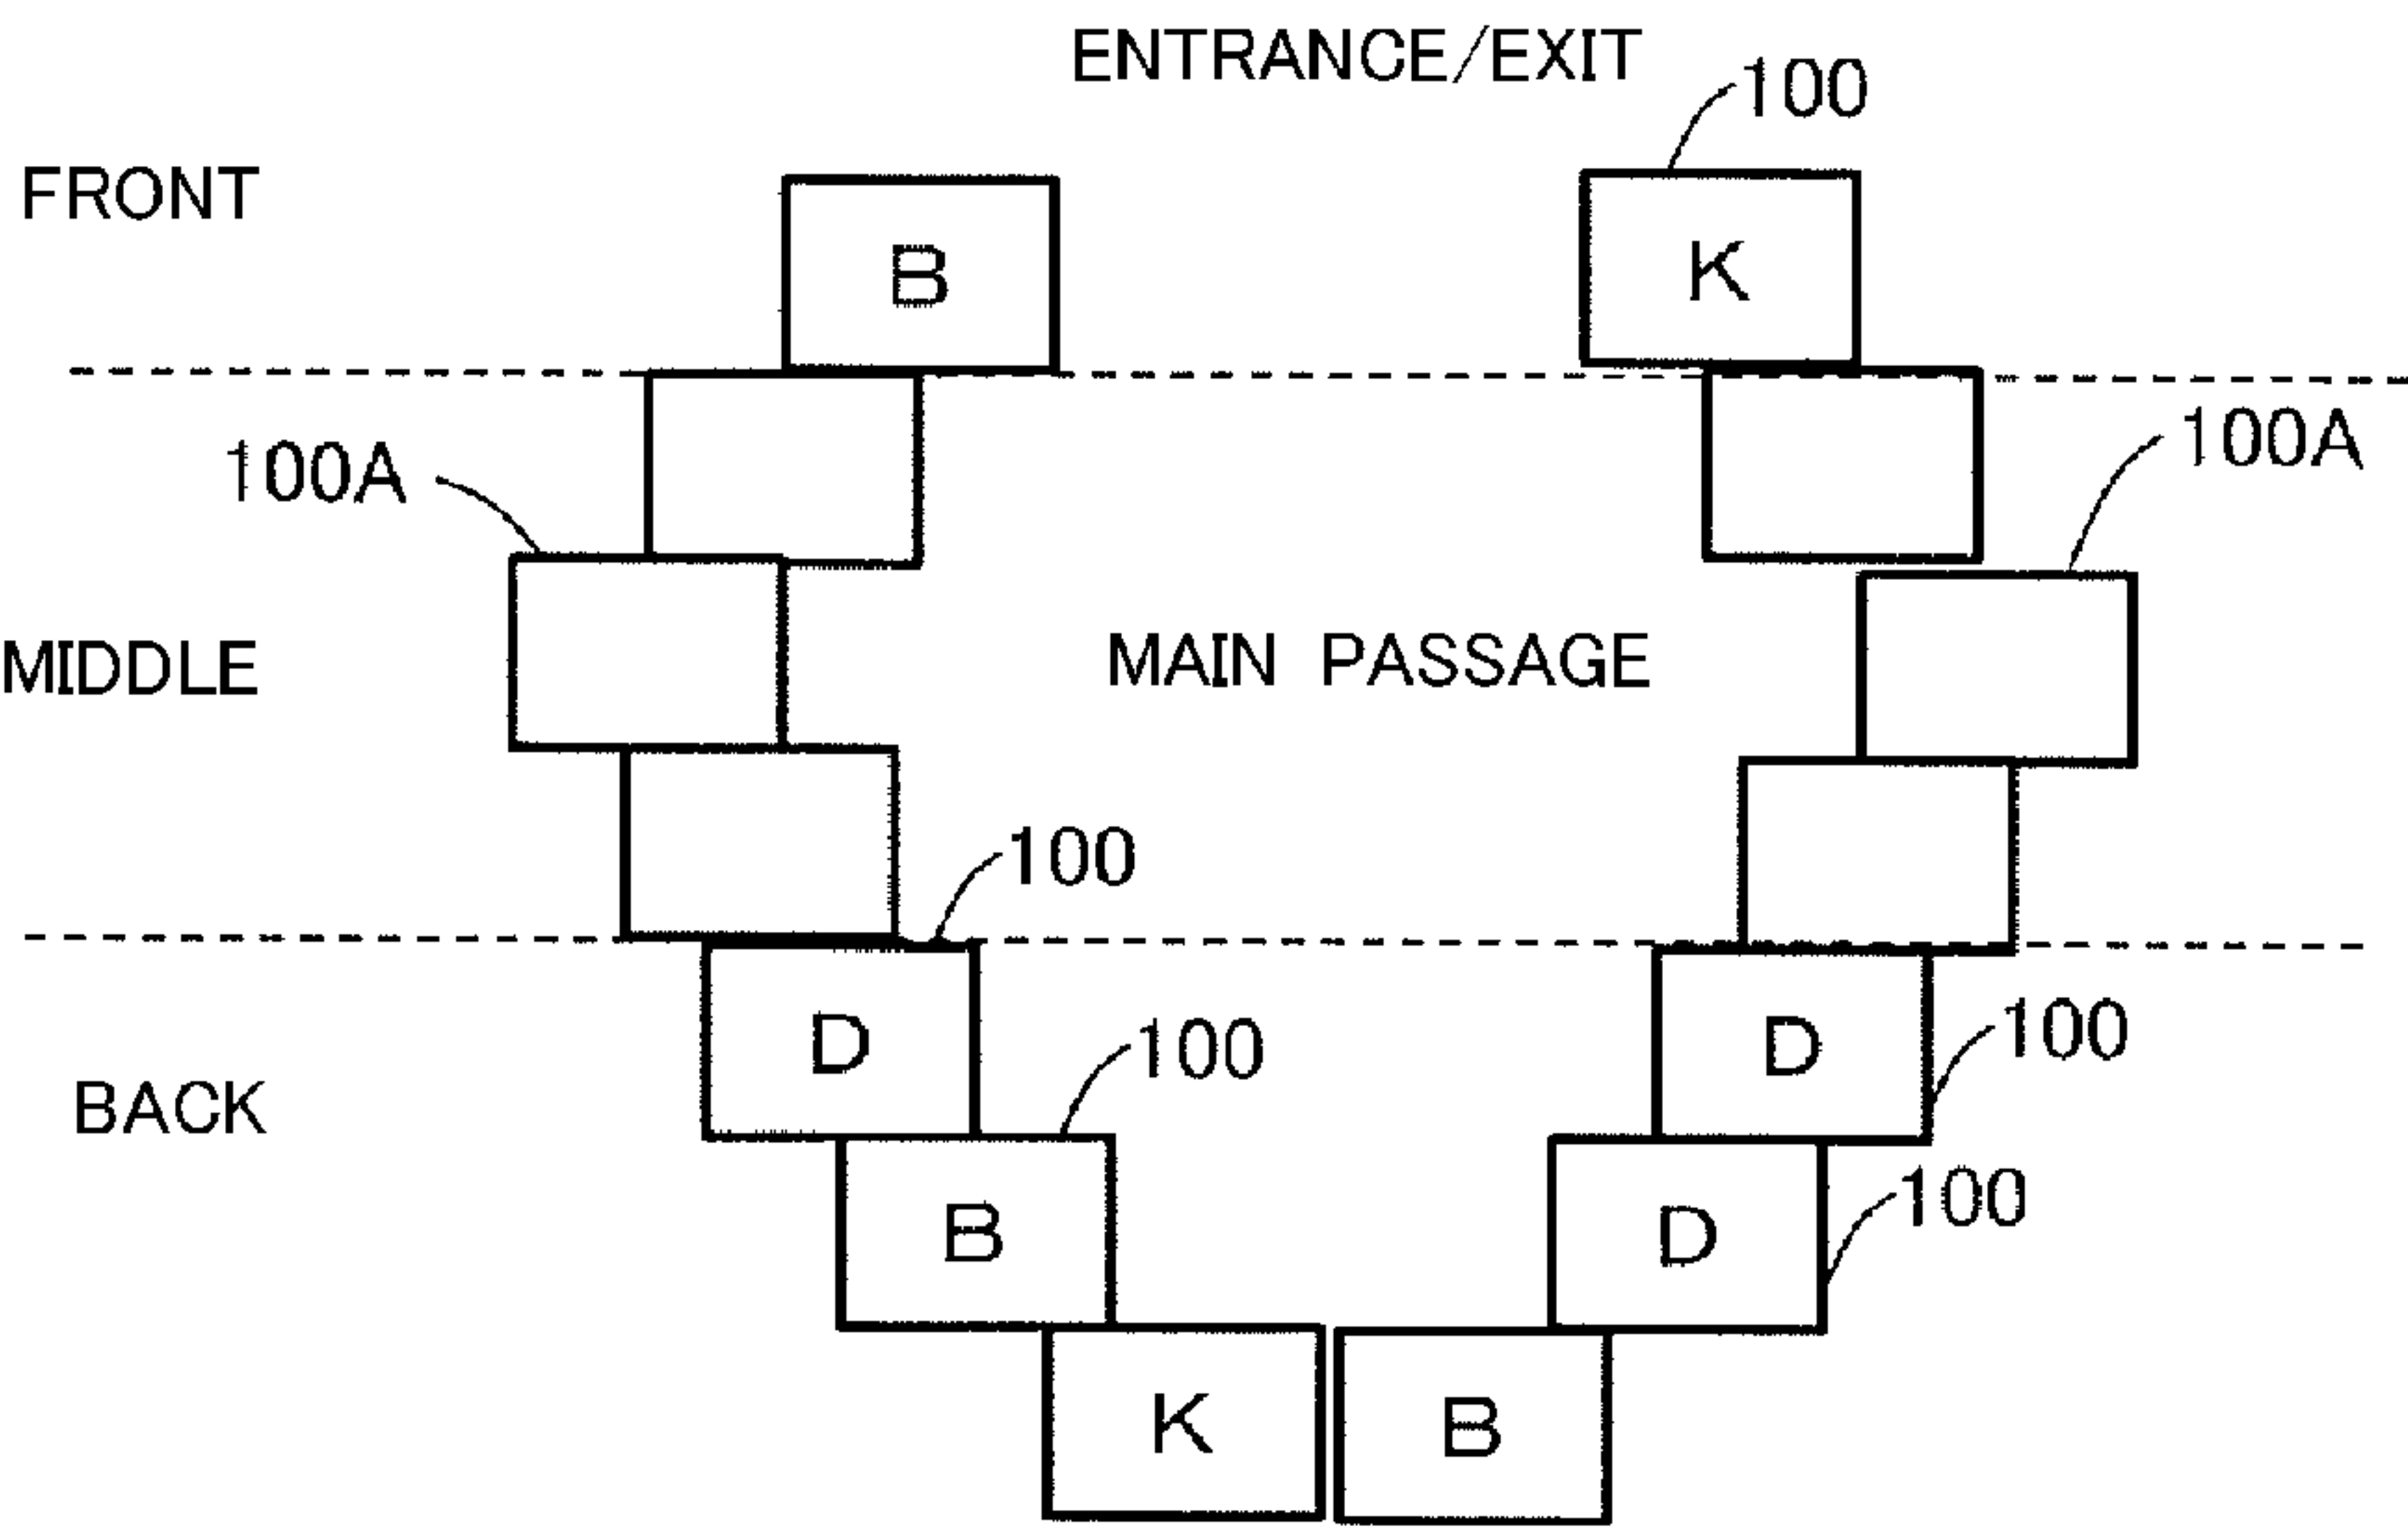 ENTRANCE/EXIT
100
FRONT
B
K
100A
100A
MIDDLE
MAIN PASSAGE
100
D
D
100
BACK
100
B
D
100
K
B